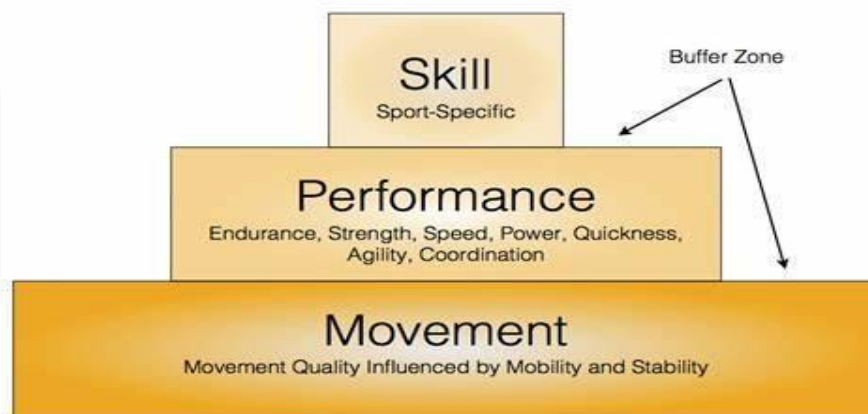 Skill
Sport-Specific
Buffer Zone
Performance
Endurance, Strength, Speed, Power, Quickness,
Agility, Coordination
Movement
Movement Quality Influenced by Mobility and Stability